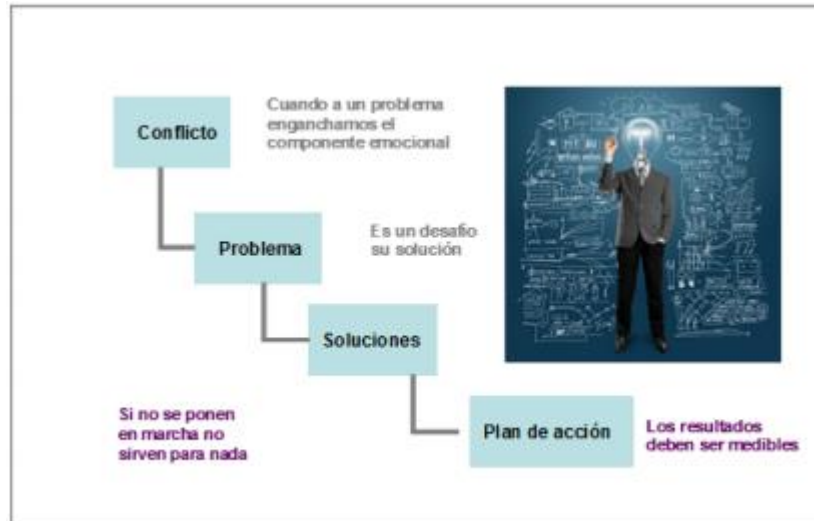 Conflicto
Cuando a un problema
enganchamos el
componente emocional
Problema
Es un desafio
su solución
Soluciones
Si no se ponen
en marcha no
sirven para nada
Plan de acción
Los resultados
deben ser medibles